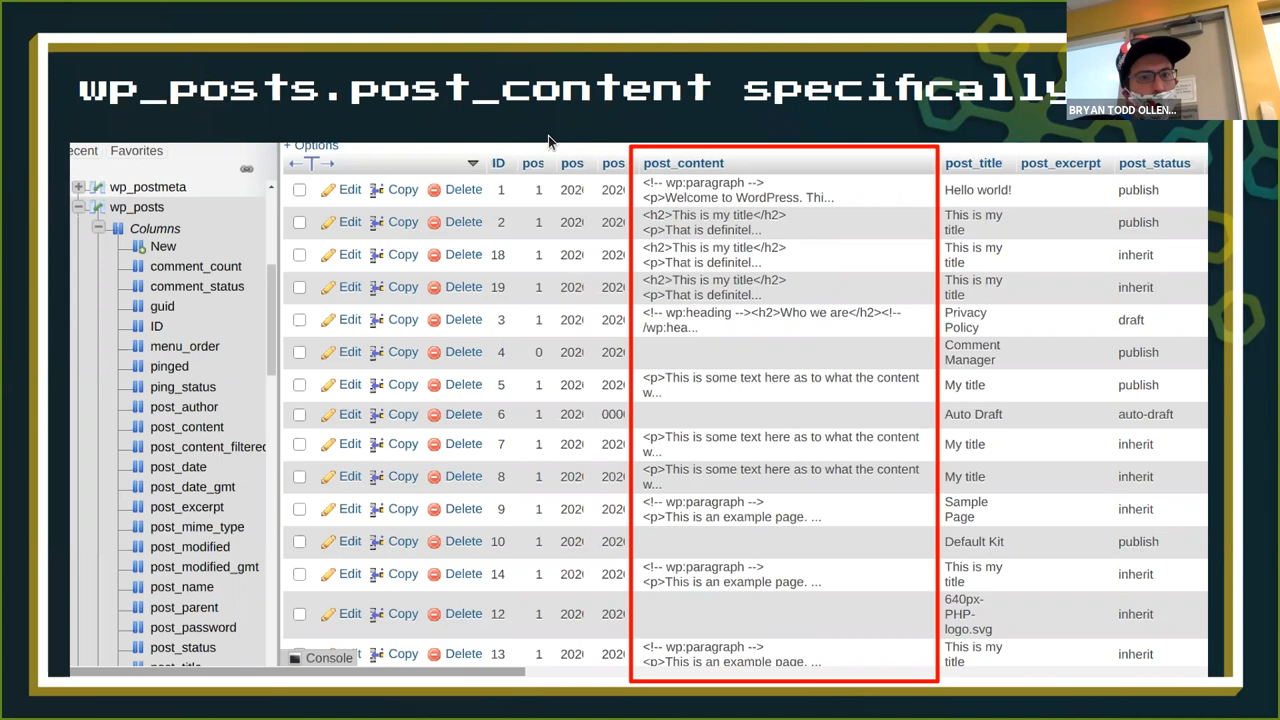 wp_posts.post_content specifically
BRYAN TODD OLLEN...
ecent Favorites
wp_postmeta
wp_posts
Columns
New
comment_count
comment_status
guid
ID
menu_order
pinged
ping_status
post_author
post_content
post_content_filtered
post_date
post_date_gmt
post_excerpt
post_mime_type
post_modified
post_modified_gmt
post_name
post_parent
post_password
post_status
+ Options
←T→ ID pos pos pos post_content post_title post_excerpt post_status
Edit Copy Delete 1 1 202 <!-- wp:paragraph --> Hello world! publish
<p>Welcome to WordPress. Thi...
Edit Copy Delete 2 1 202 202 <h2>This is my title</h2> This is my publish
<p>That is definitel... title
Edit Copy Delete 18 1 202 202 <h2>This is my title</h2> This is my inherit
<p>That is definitel... title
Edit Copy Delete 19 1 202 202 <h2>This is my title</h2> This is my inherit
<p>That is definitel... title
Edit Copy Delete 3 1 202 202 <!-- wp:heading --><h2>Who we are</h2><!-- Privacy draft
/wp:hea... Policy
Edit Copy Delete 4 0 202 202 Comment publish
Manager
Edit Copy Delete 5 1 202 202 <p>This is some text here as to what the content My title publish
w...
Edit Copy Delete 6 1 202 000 Auto Draft auto-draft
Edit Copy Delete 7 1 202 202 <p>This is some text here as to what the content My title inherit
w...
Edit Copy Delete 8 1 202 202 <p>This is some text here as to what the content My title inherit
w...
Edit Copy Delete 9 1 202 202 <!-- wp:paragraph --> Sample inherit
<p>This is an example page. ... Page
Edit Copy Delete 10 1 202 202 Default Kit publish
Edit Copy Delete 14 1 202 202 <!-- wp:paragraph --> This is my inherit
<p>This is an example page. ... title
Edit Copy Delete 12 1 202 202 640px- inherit
PHP-
logo.svg
Edit Copy Delete 13 1 202 202 <!-- wp:paragraph --> This is my inherit
<p>This is an example page. ... title
Console